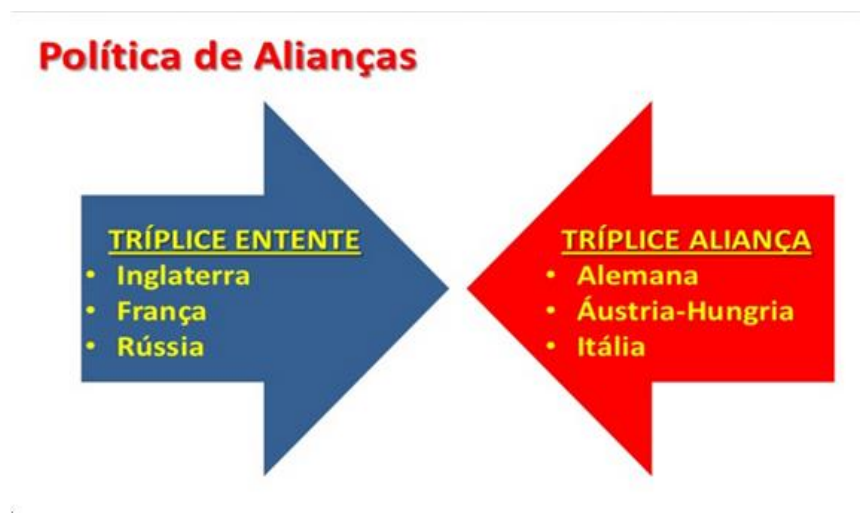 Política de Alianças
TRÍPLICE ENTENTE
• Inglaterra
• França
• Rússia
TRÍPLICE ALIANÇA
• Alemana
• Áustria-Hungria
• Itália